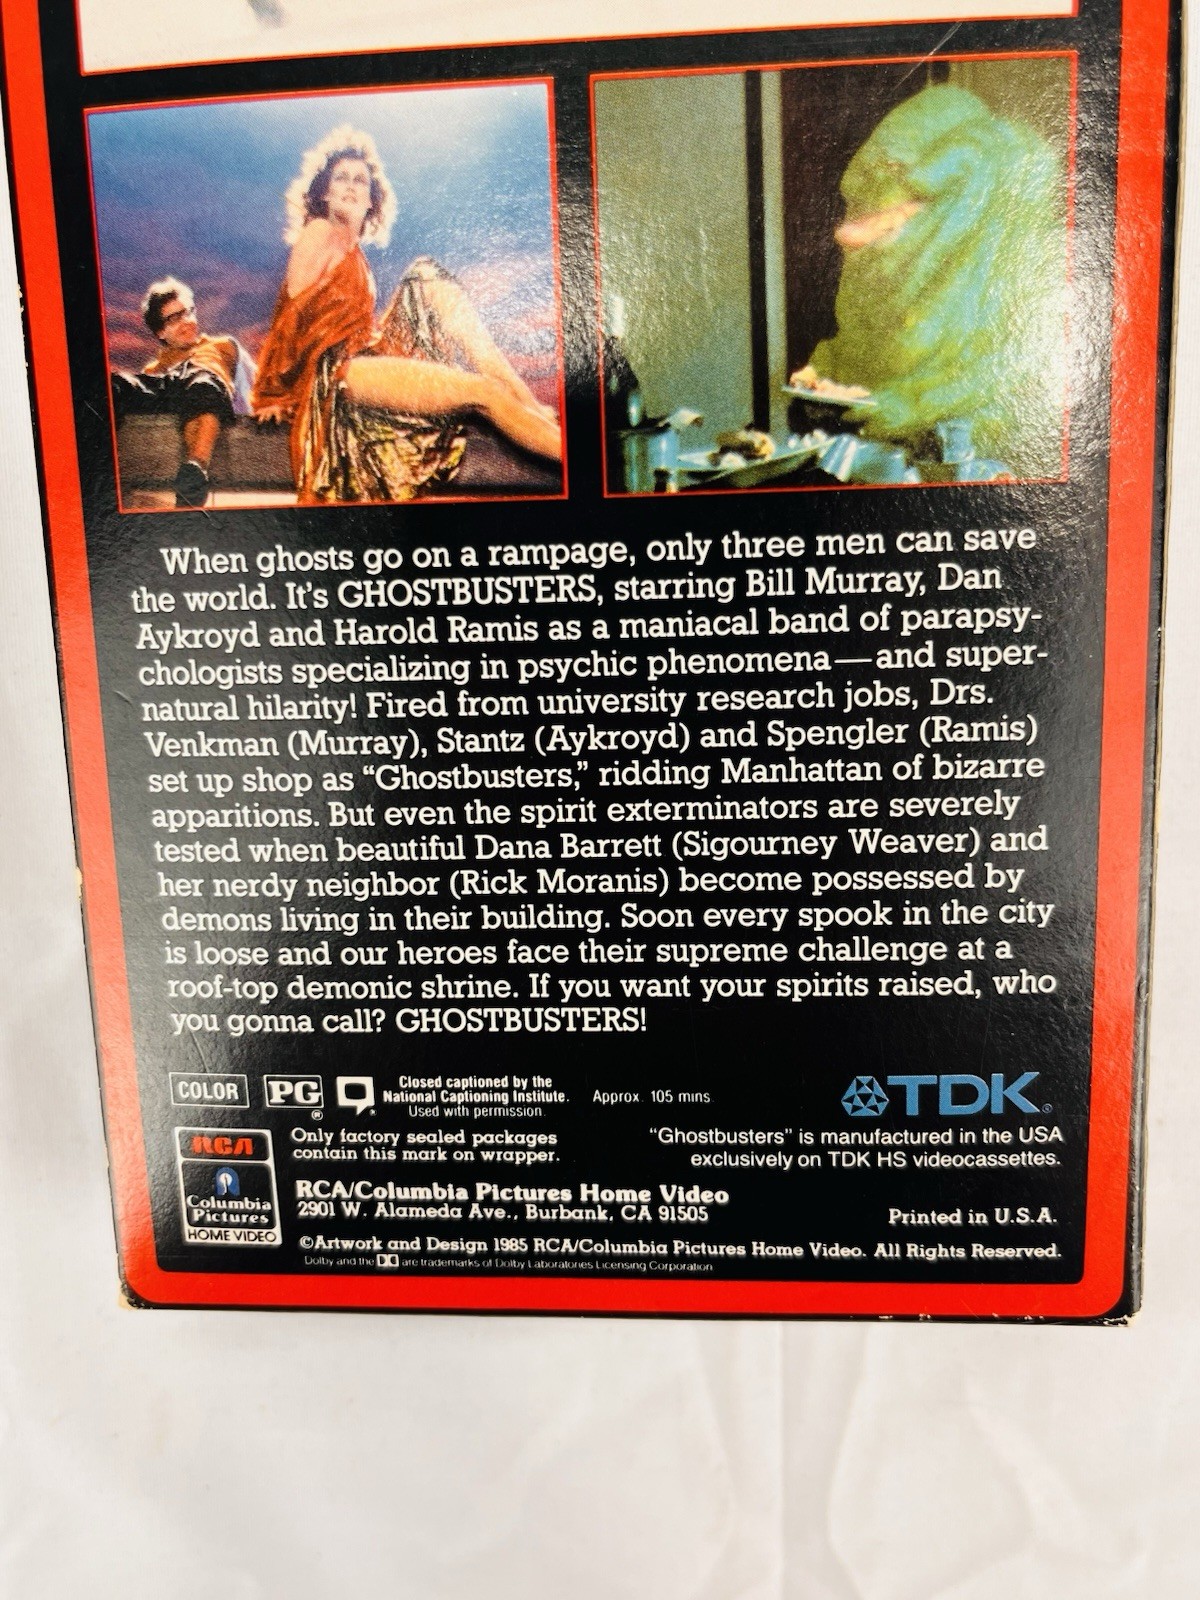 When ghosts go on a rampage, only three men can save
the world. It's GHOSTBUSTERS, starring Bill Murray, Dan
Aykroyd and Harold Ramis as a maniacal band of parapsy-
chologists specializing in psychic phenomena—and super-
natural hilarity! Fired from university research jobs, Drs.
Venkman (Murray), Stantz (Aykroyd) and Spengler (Ramis)
set up shop as “Ghostbusters,” ridding Manhattan of bizarre
apparitions. But even the spirit exterminators are severely
tested when beautiful Dana Barrett (Sigourney Weaver) and
her nerdy neighbor (Rick Moranis) become possessed by
demons living in their building. Soon every spook in the city
is loose and our heroes face their supreme challenge at a
roof-top demonic shrine. If you want your spirits raised, who
you gonna call? GHOSTBUSTERS!
COLOR PG ®
Closed captioned by the
National Captioning Institute.
Used with permission.
Approx. 105 mins.
TDK®
RCA
Columbia
Pictures
HOME VIDEO
Only factory sealed packages
contain this mark on wrapper.
“Ghostbusters” is manufactured in the USA
exclusively on TDK HS videocassettes.
RCA/Columbia Pictures Home Video
2901 W. Alameda Ave., Burbank, CA 91505
Printed in U.S.A.
©Artwork and Design 1985 RCA/Columbia Pictures Home Video. All Rights Reserved.
Dolby and the are trademarks of Dolby Laboratories Licensing Corporation